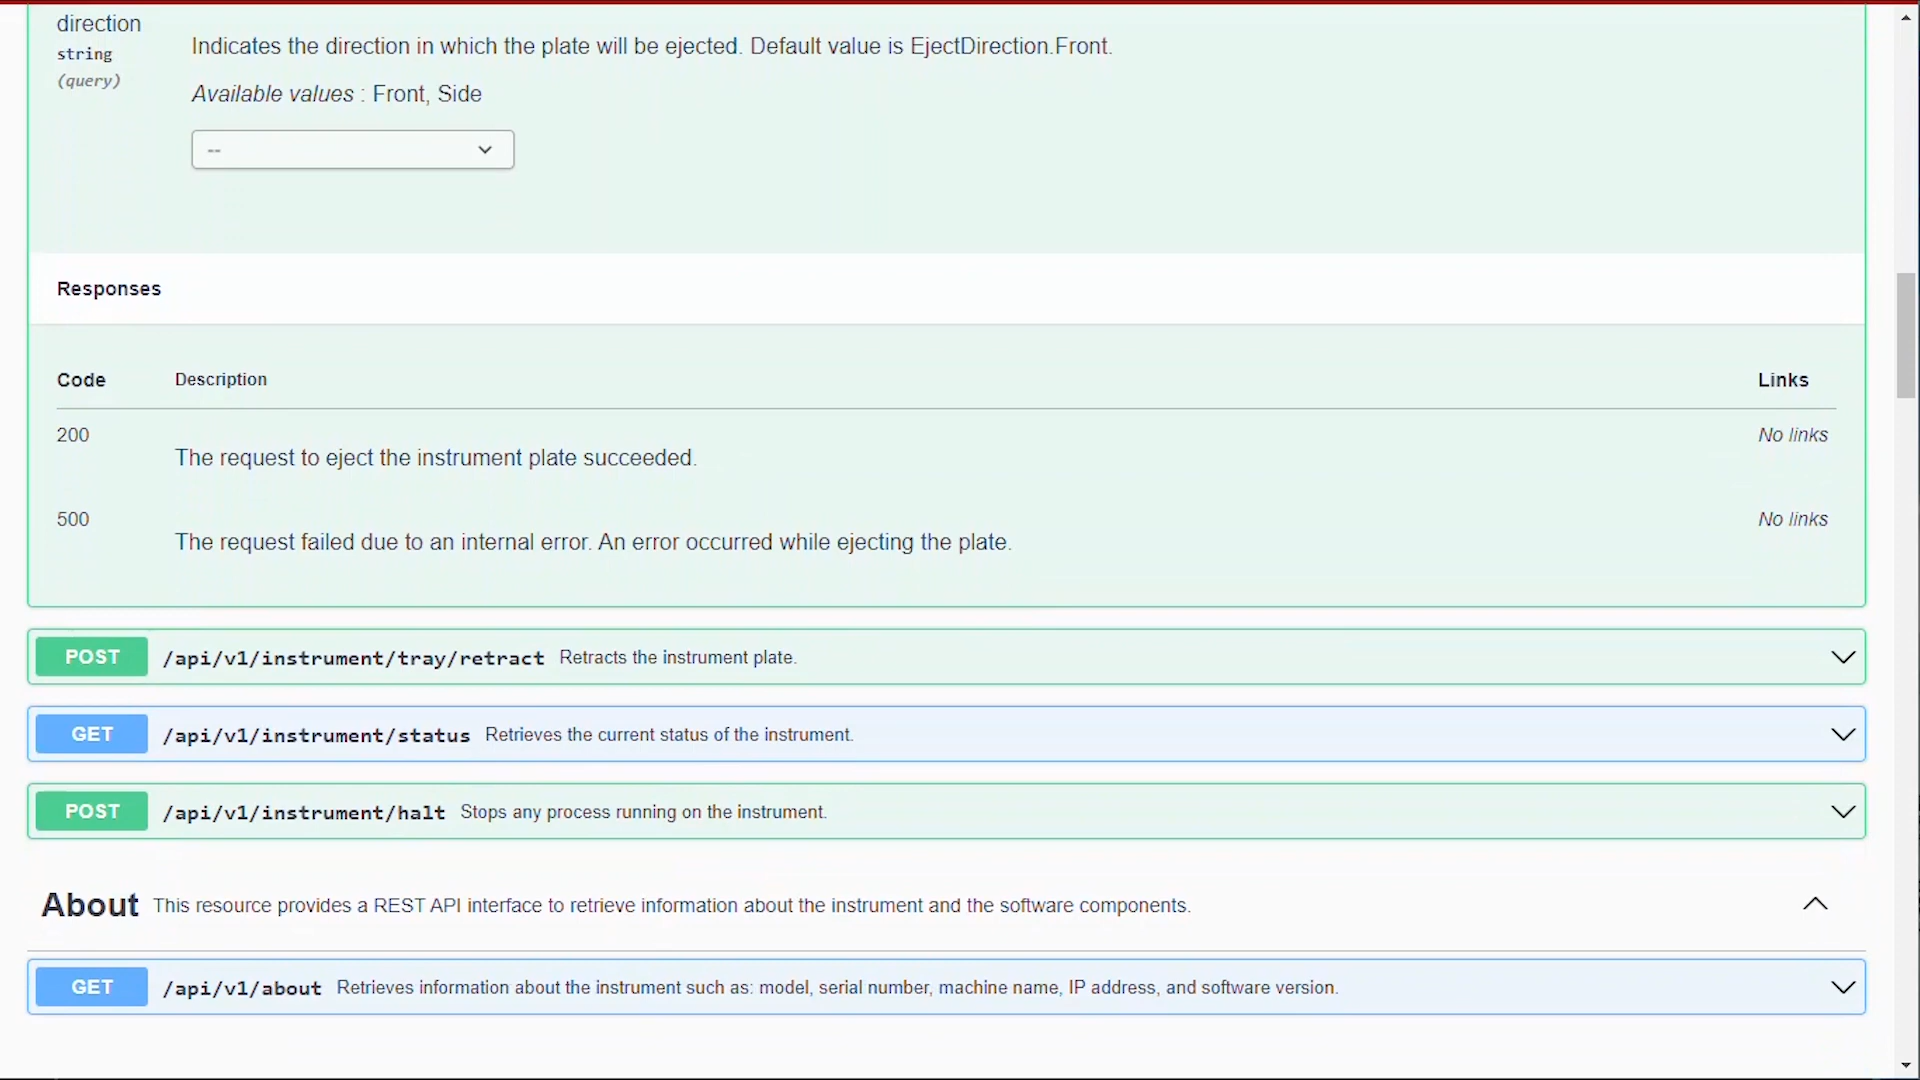 direction
string
(query)
Indicates the direction in which the plate will be ejected. Default value is EjectDirection.Front.
Available values : Front, Side
--
Responses
Code Description Links
200 No links
The request to eject the instrument plate succeeded.
500 No links
The request failed due to an internal error. An error occurred while ejecting the plate.
POST /api/v1/instrument/tray/retract Retracts the instrument plate.
GET /api/v1/instrument/status Retrieves the current status of the instrument.
POST /api/v1/instrument/halt Stops any process running on the instrument.
About This resource provides a REST API interface to retrieve information about the instrument and the software components.
GET /api/v1/about Retrieves information about the instrument such as: model, serial number, machine name, IP address, and software version.